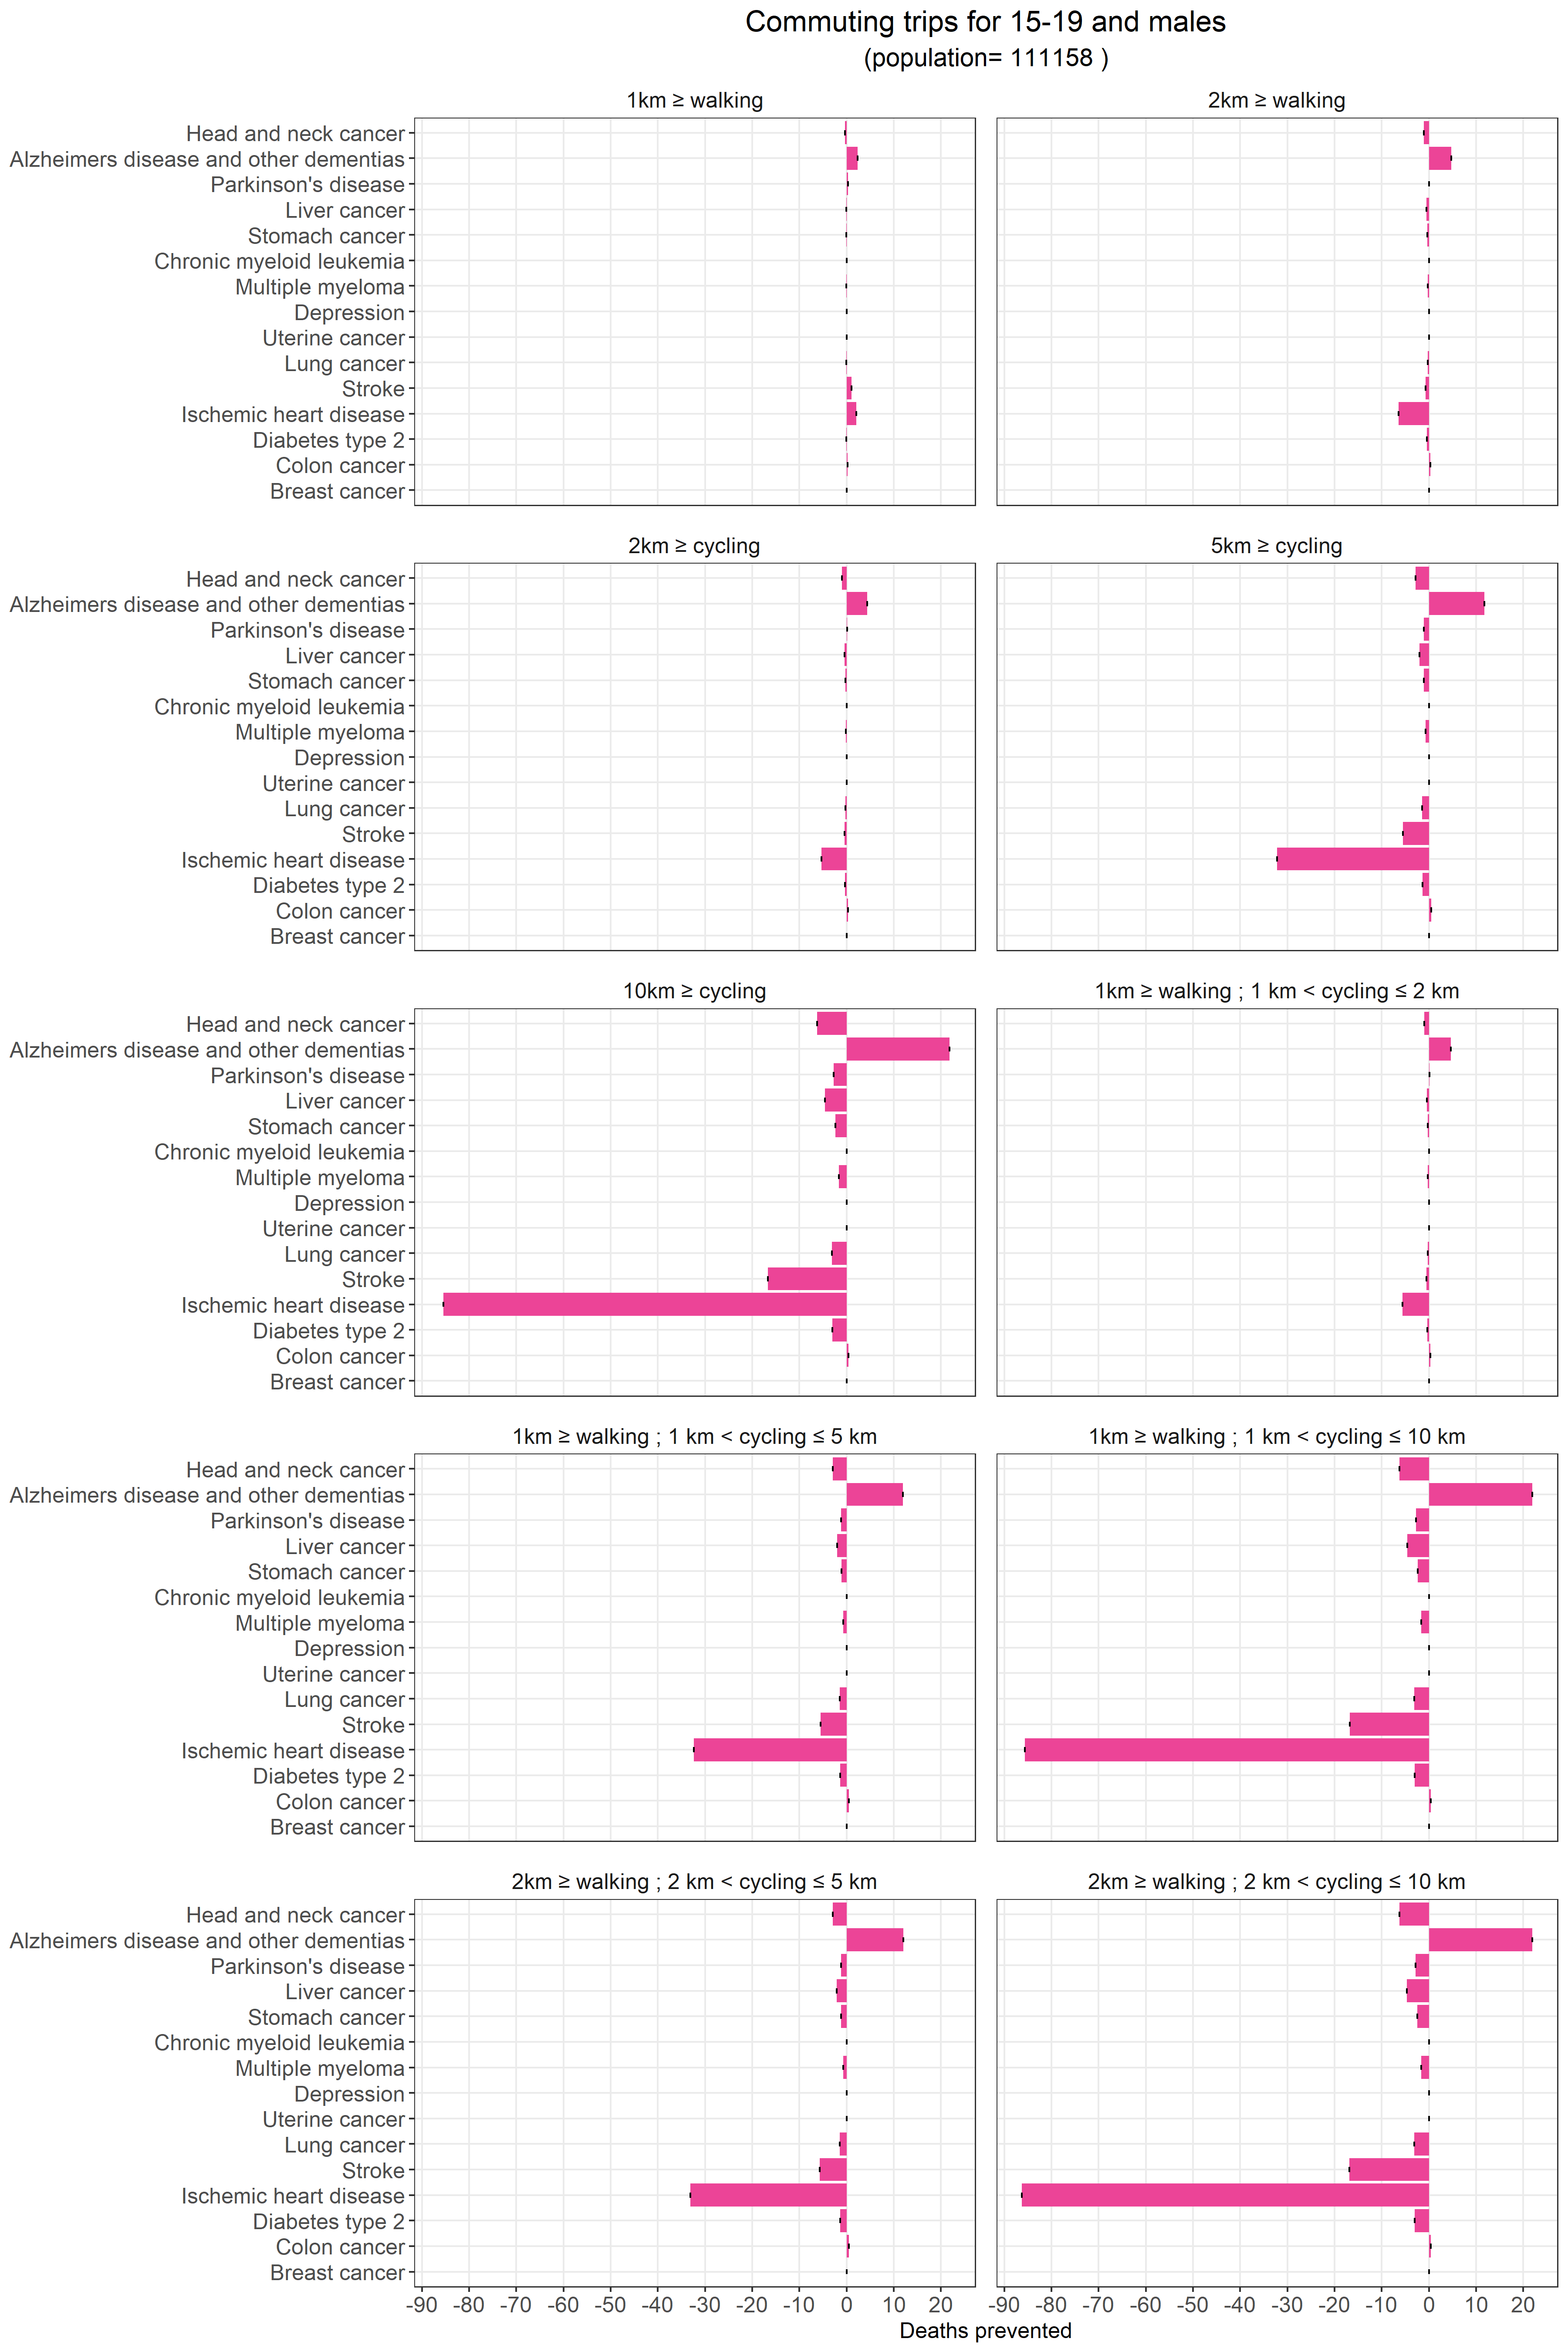 Commuting trips for 15-19 and males
(population= 111158 )
1km ≥ walking
2km ≥ walking
Head and neck cancer
Alzheimers disease and other dementias
Parkinson's disease
Liver cancer
Stomach cancer
Chronic myeloid leukemia
Multiple myeloma
Depression
Uterine cancer
Lung cancer
Stroke
Ischemic heart disease
Diabetes type 2
Colon cancer
Breast cancer
2km ≥ cycling
5km ≥ cycling
Head and neck cancer
Alzheimers disease and other dementias
Parkinson's disease
Liver cancer
Stomach cancer
Chronic myeloid leukemia
Multiple myeloma
Depression
Uterine cancer
Lung cancer
Stroke
Ischemic heart disease
Diabetes type 2
Colon cancer
Breast cancer
10km ≥ cycling
1km ≥ walking ; 1 km < cycling ≤ 2 km
Head and neck cancer
Alzheimers disease and other dementias
Parkinson's disease
Liver cancer
Stomach cancer
Chronic myeloid leukemia
Multiple myeloma
Depression
Uterine cancer
Lung cancer
Stroke
Ischemic heart disease
Diabetes type 2
Colon cancer
Breast cancer
1km ≥ walking ; 1 km < cycling ≤ 5 km
1km ≥ walking ; 1 km < cycling ≤ 10 km
Head and neck cancer
Alzheimers disease and other dementias
Parkinson's disease
Liver cancer
Stomach cancer
Chronic myeloid leukemia
Multiple myeloma
Depression
Uterine cancer
Lung cancer
Stroke
Ischemic heart disease
Diabetes type 2
Colon cancer
Breast cancer
2km ≥ walking ; 2 km < cycling ≤ 5 km
2km ≥ walking ; 2 km < cycling ≤ 10 km
Head and neck cancer
Alzheimers disease and other dementias
Parkinson's disease
Liver cancer
Stomach cancer
Chronic myeloid leukemia
Multiple myeloma
Depression
Uterine cancer
Lung cancer
Stroke
Ischemic heart disease
Diabetes type 2
Colon cancer
Breast cancer
-90 -80 -70 -60 -50 -40 -30 -20 -10 0 10 20
-90 -80 -70 -60 -50 -40 -30 -20 -10 0 10 20
Deaths prevented